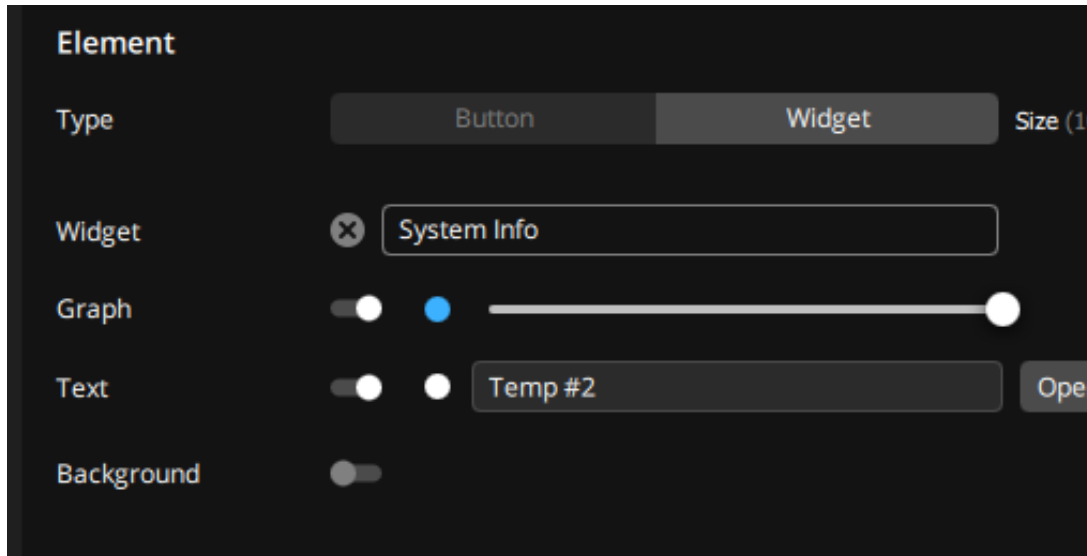 Element
Type Button Widget Size (1
Widget System Info
Graph
Text Temp #2 Ope
Background